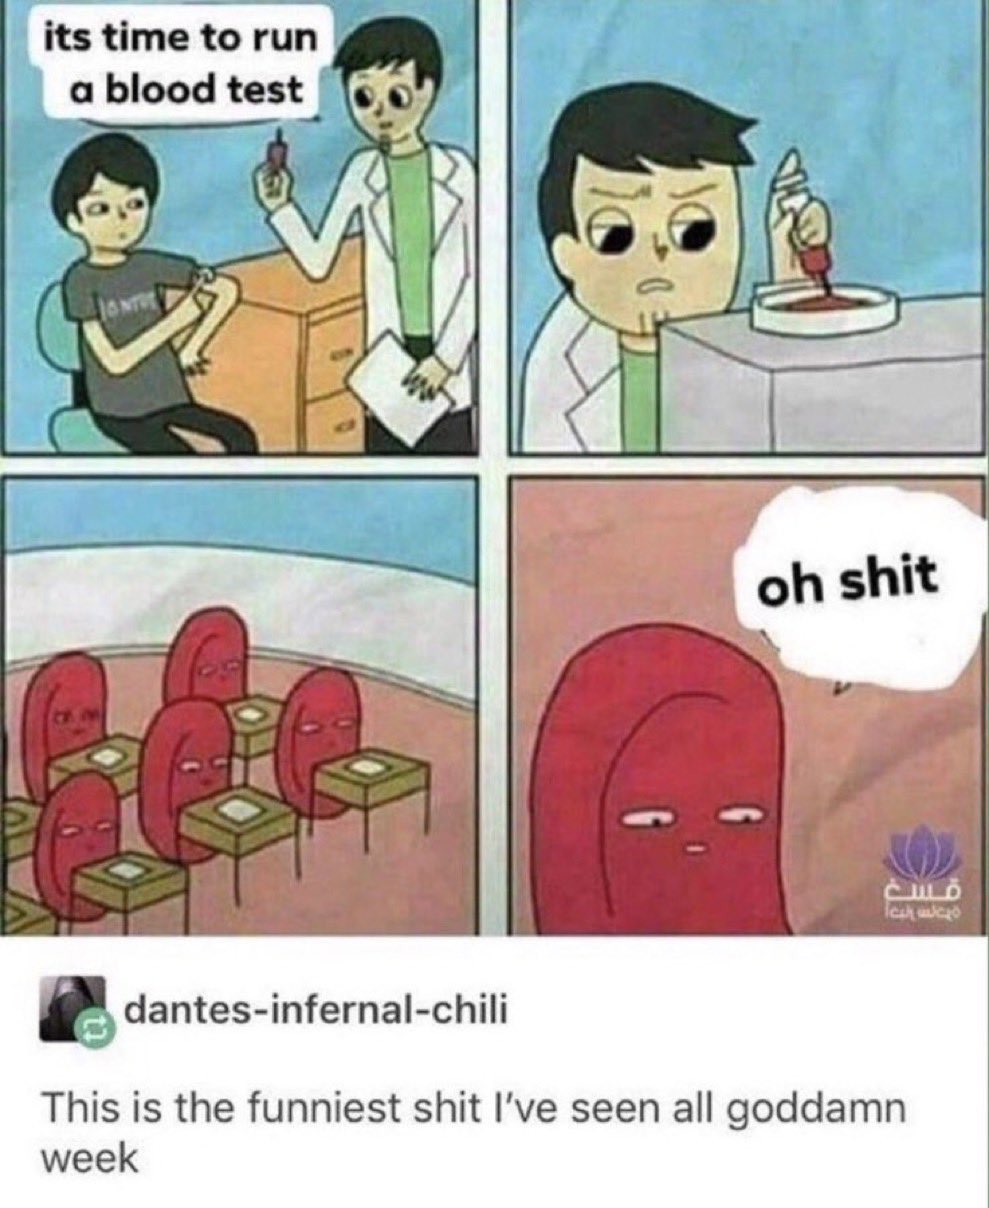 its time to run
a blood test
oh shit
dantes-infernal-chili
This is the funniest shit I've seen all goddamn
week